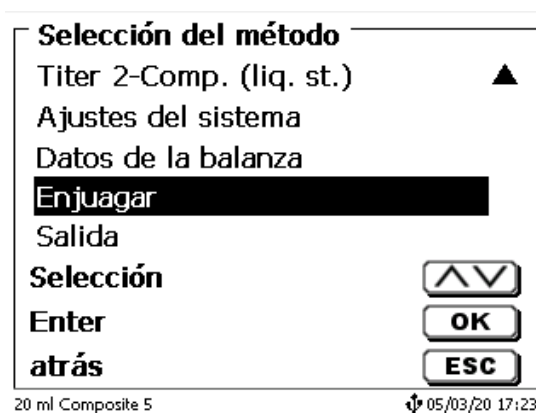 Selección del método
Titer 2-Comp. (liq. st.)
Ajustes del sistema
Datos de la balanza
Enjuagar
Salida
Selección
Enter OK
atrás ESC
20 ml Composite 5 05/03/20 17:23